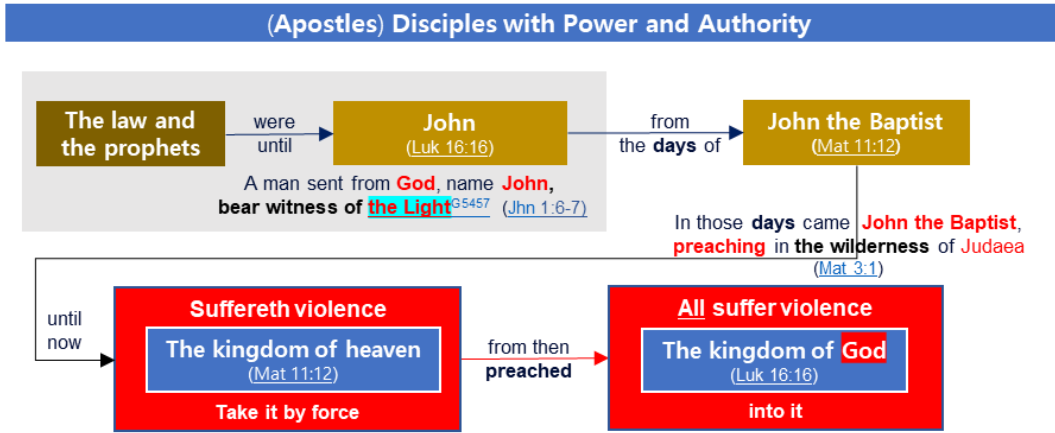 (Apostles) Disciples with Power and Authority
The law and
the prophets
were
until
John
(Luk 16:16)
from
the days of
John the Baptist
(Mat 11:12)
A man sent from God, name John,
bear witness of the Light G5457 (Jhn 1:6-7)
In those days came John the Baptist,
preaching in the wilderness of Judaea
(Mat 3:1)
until
now
Suffereth violence
The kingdom of heaven
(Mat 11:12)
Take it by force
from then
preached
All suffer violence
The kingdom of God
(Luk 16:16)
into it